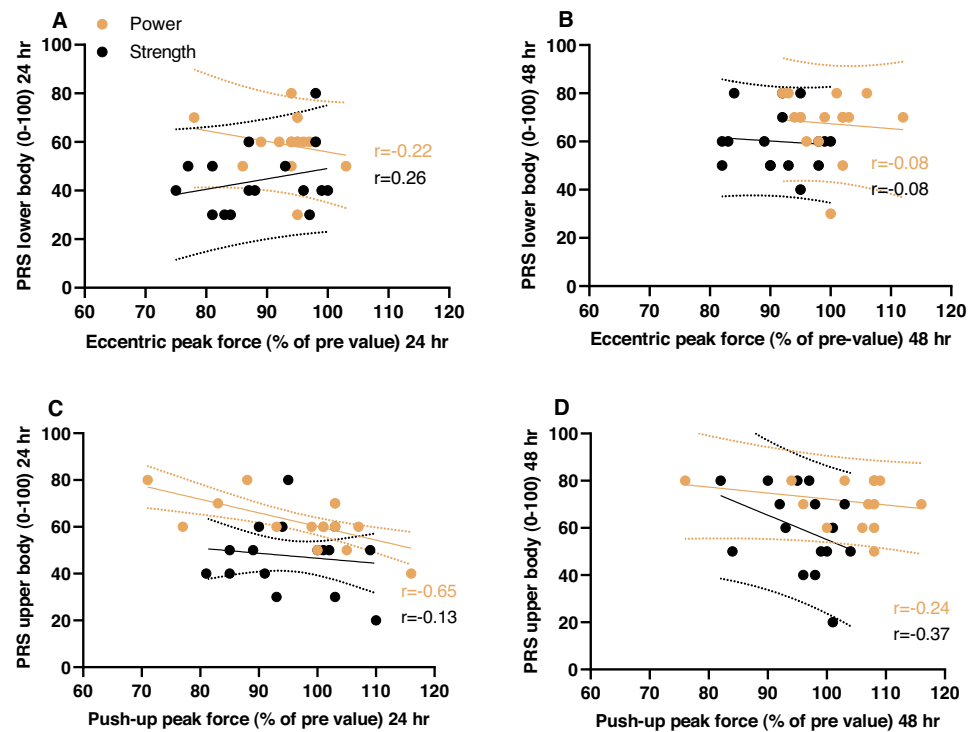 A
Power
Strength
PRS lower body (0-100) 24 hr
100
80
60
40
20
0
r=-0.22
r=0.26
60 70 80 90 100 110 120
Eccentric peak force (% of pre value) 24 hr
B
PRS lower body (0-100) 48 hr
100
80
60
40
20
0
r=-0.08
r=-0.08
60 70 80 90 100 110 120
Eccentric peak force (% of pre-value) 48 hr
C
PRS upper body (0-100) 24 hr
100
80
60
40
20
0
r=-0.65
r=-0.13
60 80 100 120
Push-up peak force (% of pre value) 24 hr
D
PRS upper body (0-100) 48 hr
100
80
60
40
20
0
r=-0.24
r=-0.37
60 80 100 120
Push-up peak force (% of pre value) 48 hr